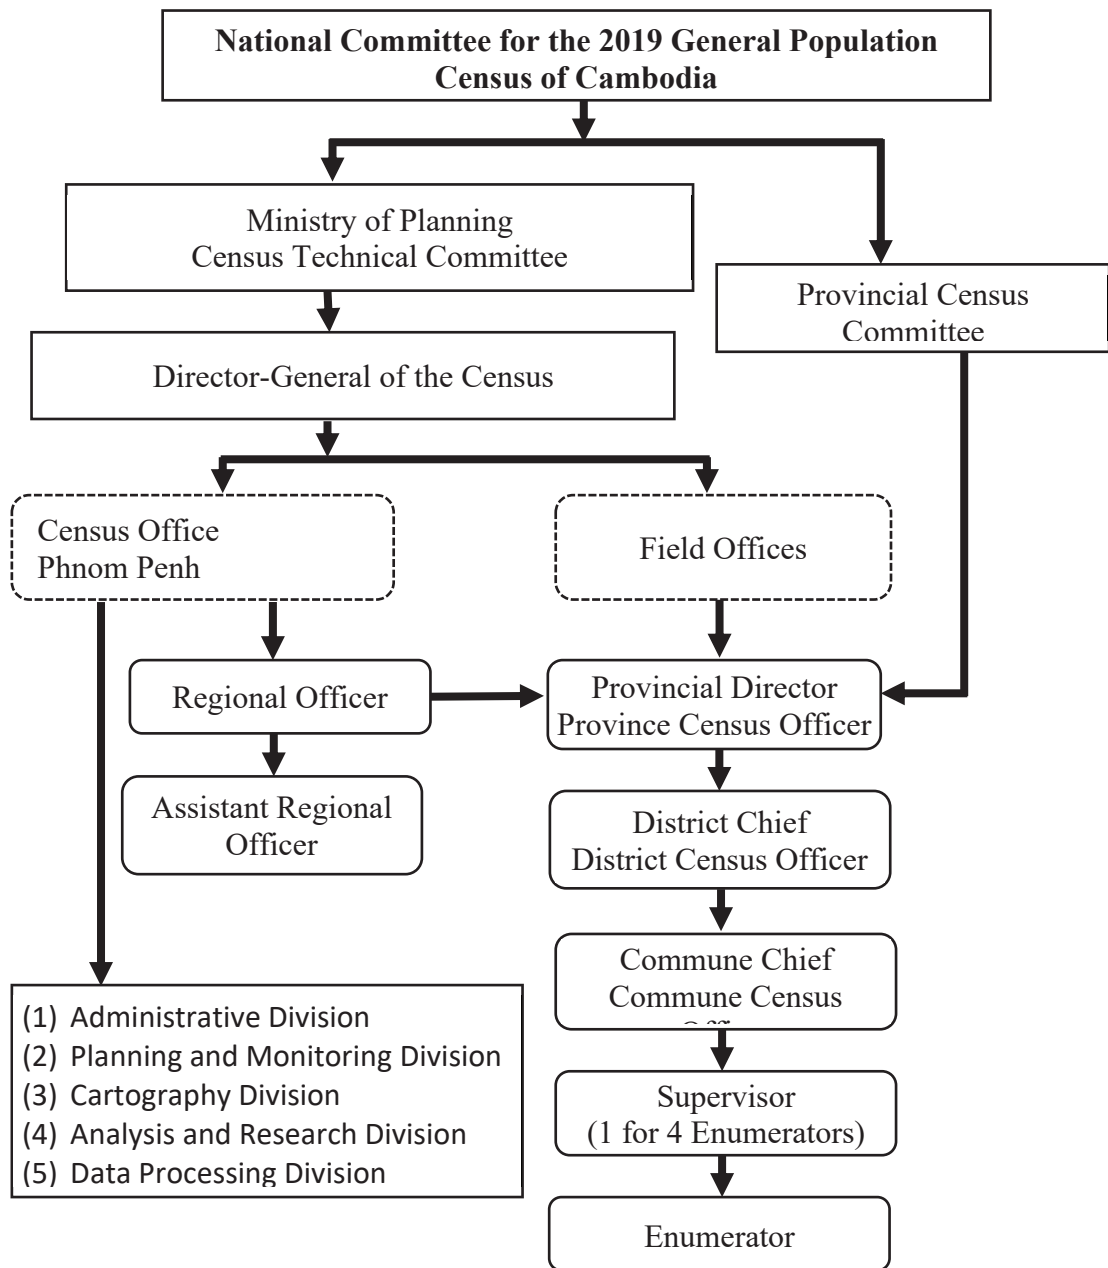 National Committee for the 2019 General Population
Census of Cambodia
Ministry of Planning
Census Technical Committee
Provincial Census
Committee
Director-General of the Census
Census Office
Phnom Penh
Field Offices
Regional Officer
Provincial Director
Province Census Officer
Assistant Regional
Officer
District Chief
District Census Officer
Commune Chief
Commune Census
(1) Administrative Division
(2) Planning and Monitoring Division
(3) Cartography Division
(4) Analysis and Research Division
(5) Data Processing Division
Supervisor
(1 for 4 Enumerators)
Enumerator